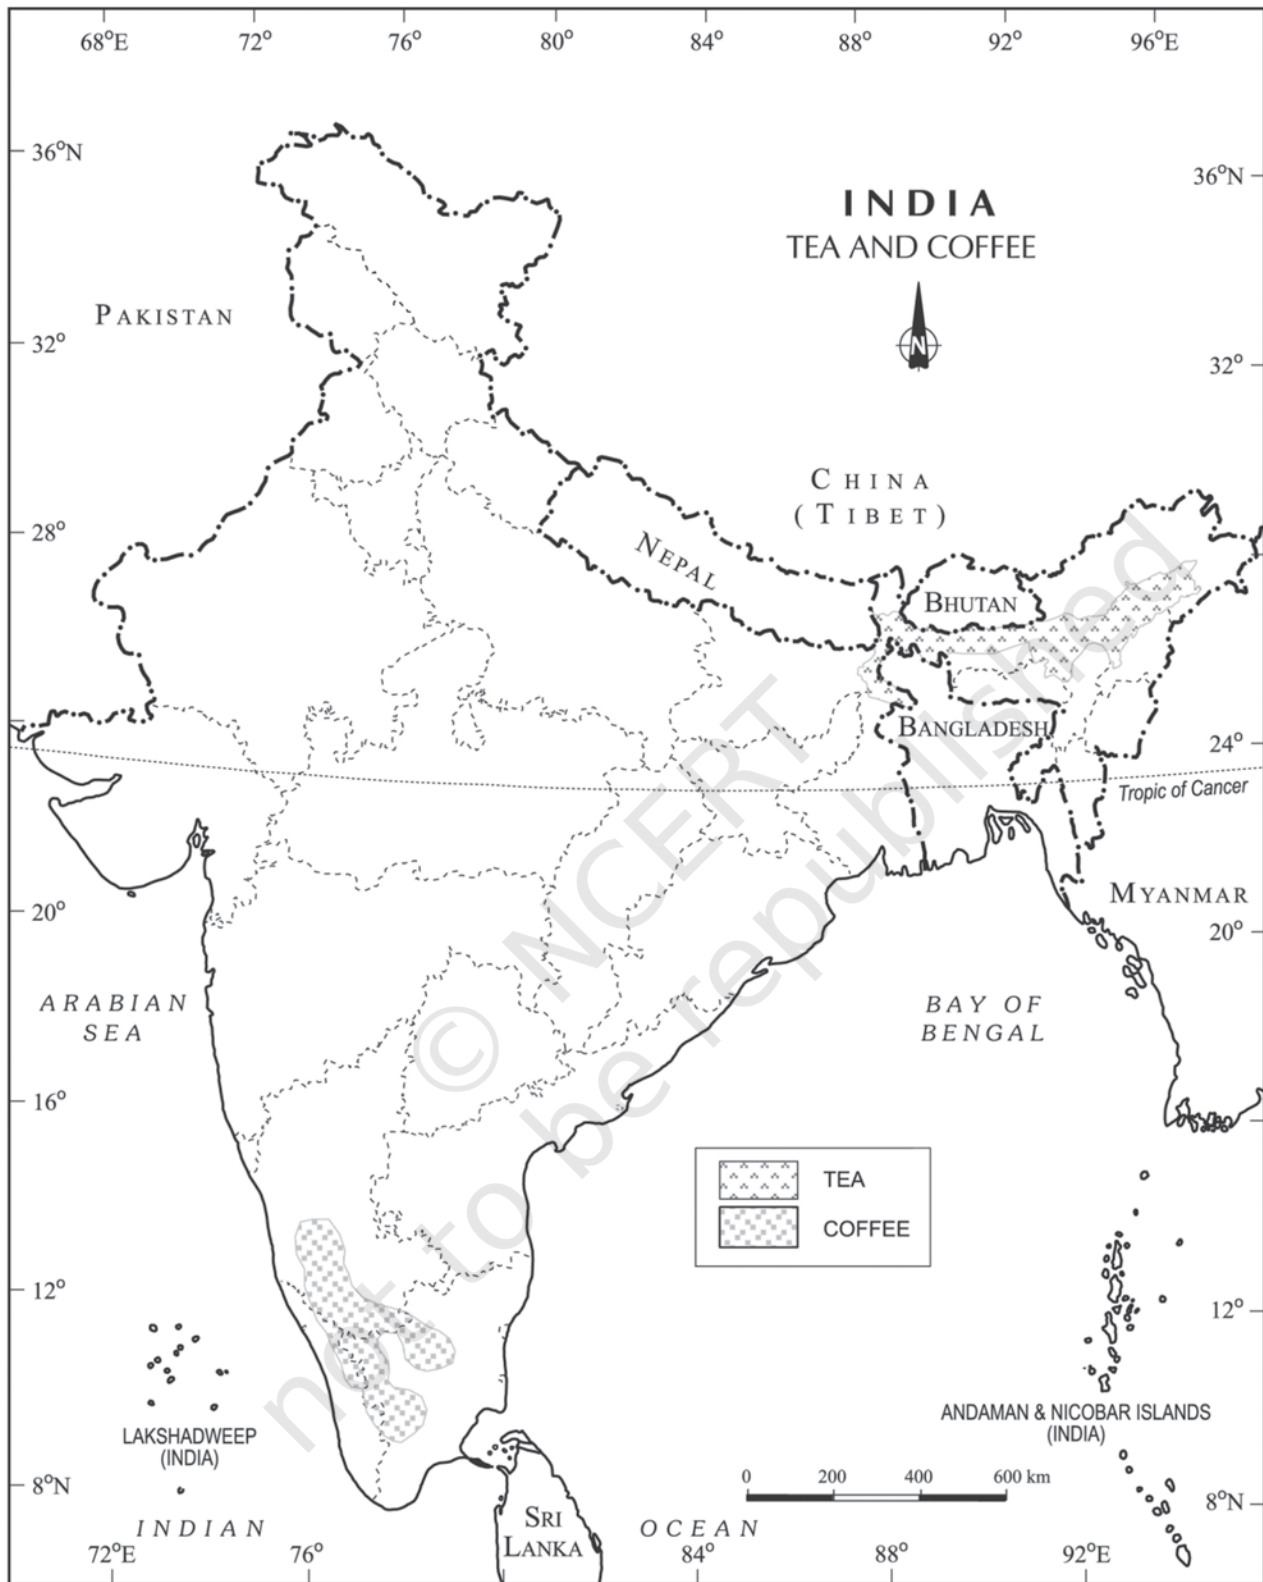 68°E 72° 76° 80° 84° 88° 92° 96°E
36°N
36°N
INDIA
TEA AND COFFEE
N
PAKISTAN
32°
32°
CHINA
(TIBET)
28°
NEPAL
BHUTAN
BANGLADESH
24°
Tropic of Cancer
MYANMAR
20°
20°
ARABIAN
SEA
BAY OF
BENGAL
16°
TEA
COFFEE
12°
12°
LAKSHADWEEP
(INDIA)
ANDAMAN & NICOBAR ISLANDS
(INDIA)
0 200 400 600 km
8°N
8°N
INDIAN
OCEAN
SRI
LANKA
72°E 76° 84° 88° 92°E
© NCERT
not to be republished